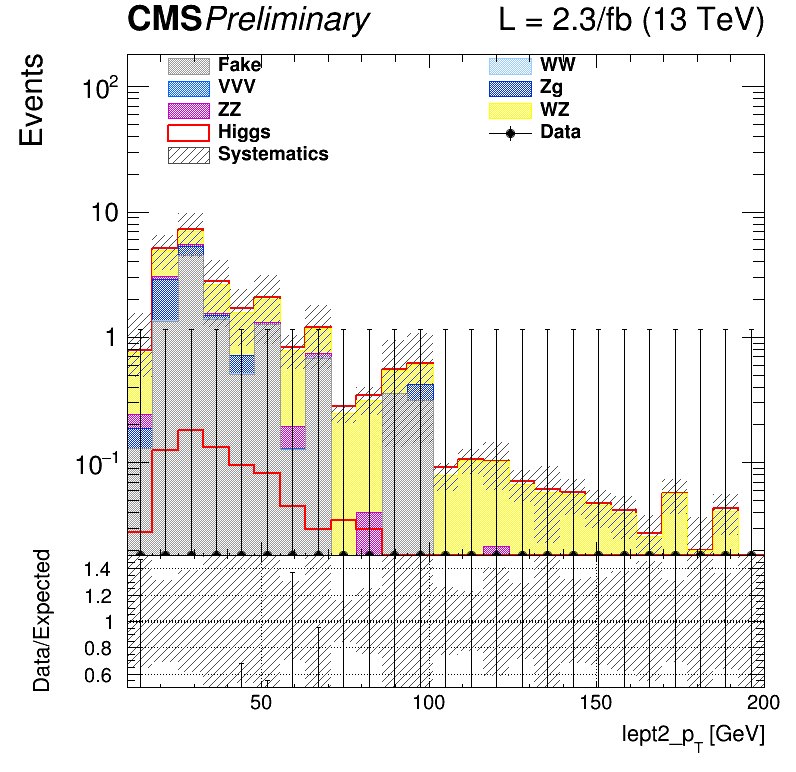 CMS Preliminary L = 2.3/fb (13 TeV)
Events
10²
10
1
10⁻¹
Fake WW
VVV Zg
ZZ WZ
Higgs Data
Systematics
Data/Expected
1.4
1.2
1
0.8
0.6
50 100 150 200
lept2_p_T [GeV]